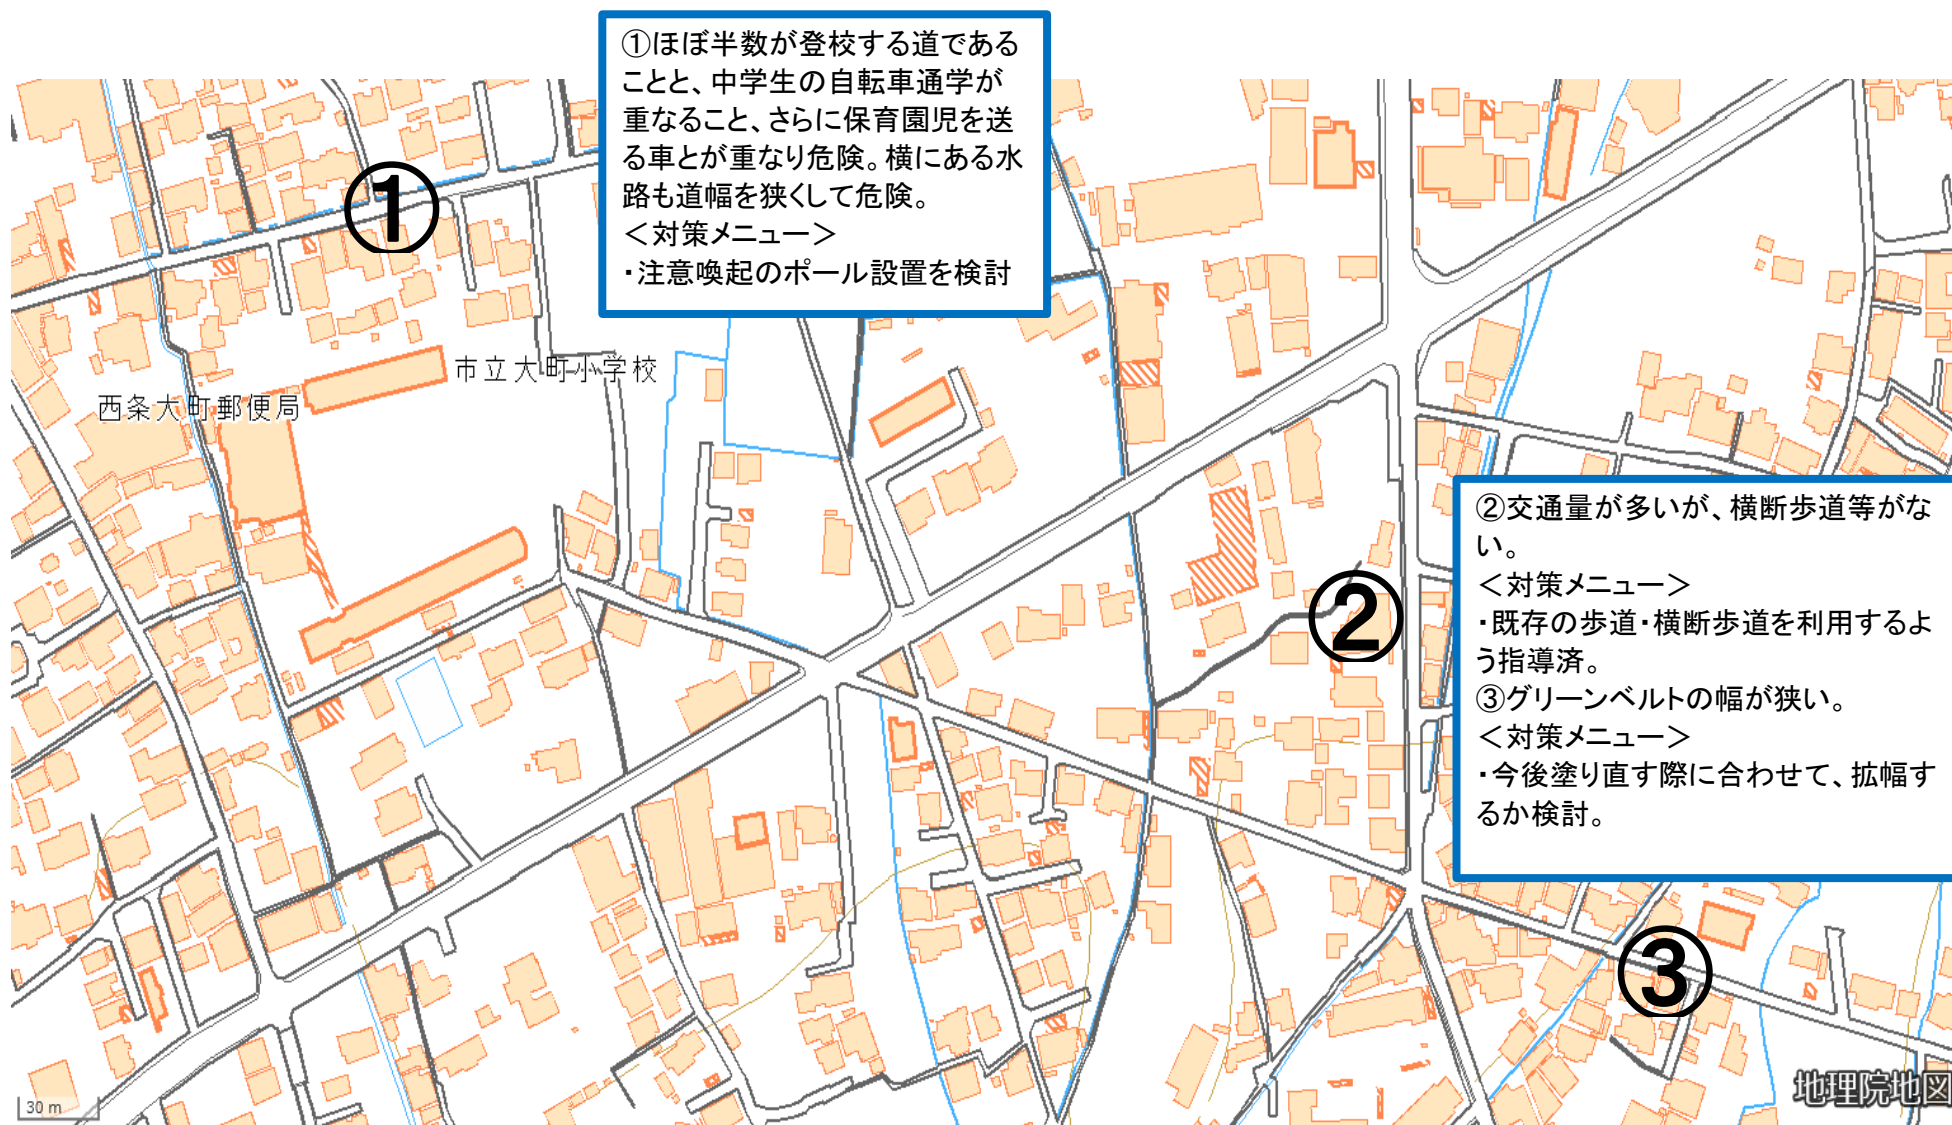 ①ほぼ半数が登校する道である
ことと、中学生の自転車通学が
重なること、さらに保育園児を送
る車とが重なり危険。横にある水
路も道幅を狭くして危険。
＜対策メニュー＞
・注意喚起のポール設置を検討
①
市立大町小学校
西条大町郵便局
②交通量が多いが、横断歩道等がな
い。
＜対策メニュー＞
・既存の歩道・横断歩道を利用するよ
う指導済。
③グリーンベルトの幅が狭い。
＜対策メニュー＞
・今後塗り直す際に合わせて、拡幅す
るか検討。
②
③
30 m
地理院地図